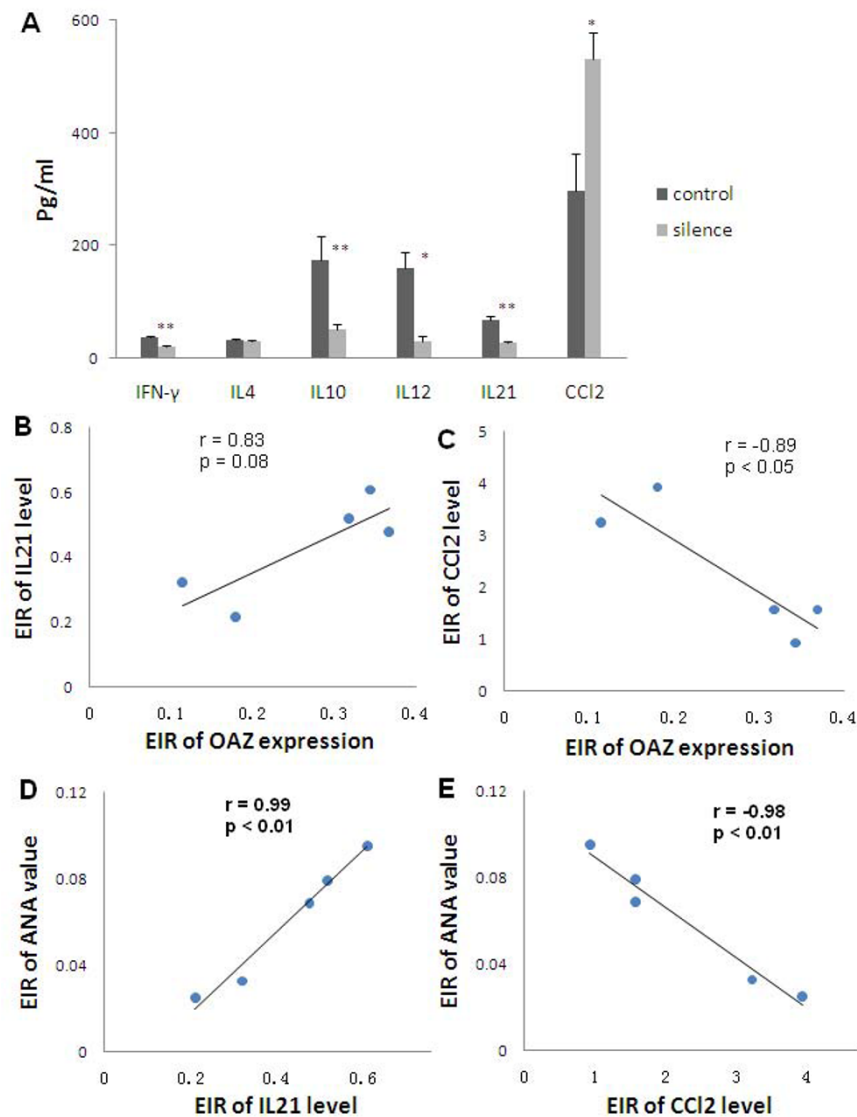 A
600
400
200
0
Pg/ml
**
**
*
**
*
control
silence
IFN-γ IL4 IL10 IL12 IL21 CCl2
B
r = 0.83
p = 0.08
0.8
0.6
0.4
0.2
0
EIR of IL21 level
0 0.1 0.2 0.3 0.4
EIR of OAZ expression
C
r = -0.89
p < 0.05
5
4
3
2
1
0
EIR of CCl2 level
0 0.1 0.2 0.3 0.4
EIR of OAZ expression
D
r = 0.99
p < 0.01
0.12
0.08
0.04
0
EIR of ANA value
0 0.2 0.4 0.6
EIR of IL21 level
E
r = -0.98
p < 0.01
0.12
0.08
0.04
0
EIR of ANA value
0 1 2 3 4
EIR of CCl2 level